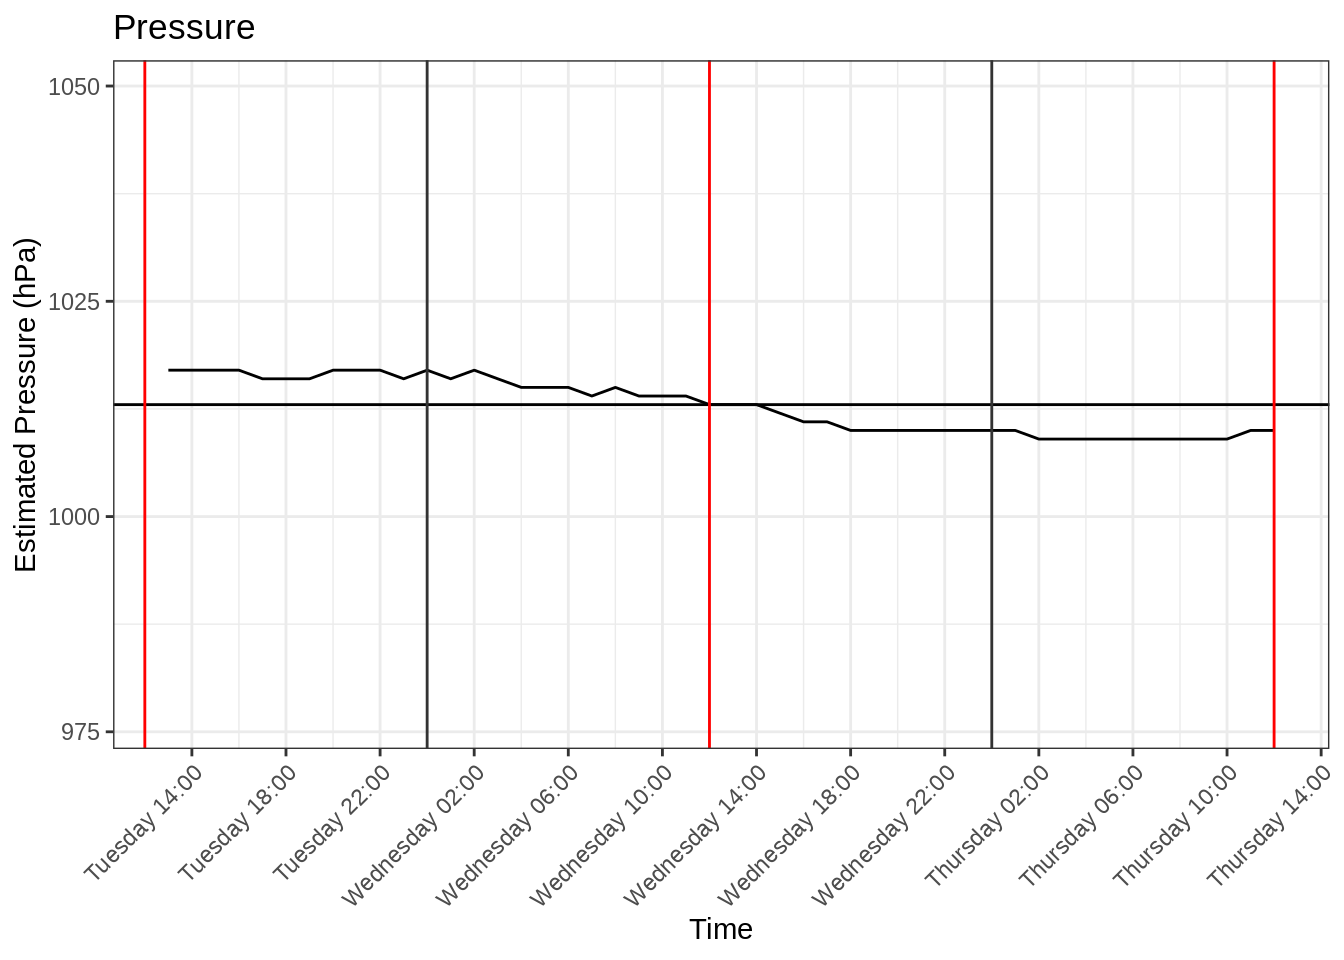 Pressure
Estimated Pressure (hPa)
1050
1025
1000
975
Tuesday 14:00
Tuesday 18:00
Tuesday 22:00
Wednesday 02:00
Wednesday 06:00
Wednesday 10:00
Wednesday 14:00
Wednesday 18:00
Wednesday 22:00
Thursday 02:00
Thursday 06:00
Thursday 10:00
Thursday 14:00
Time